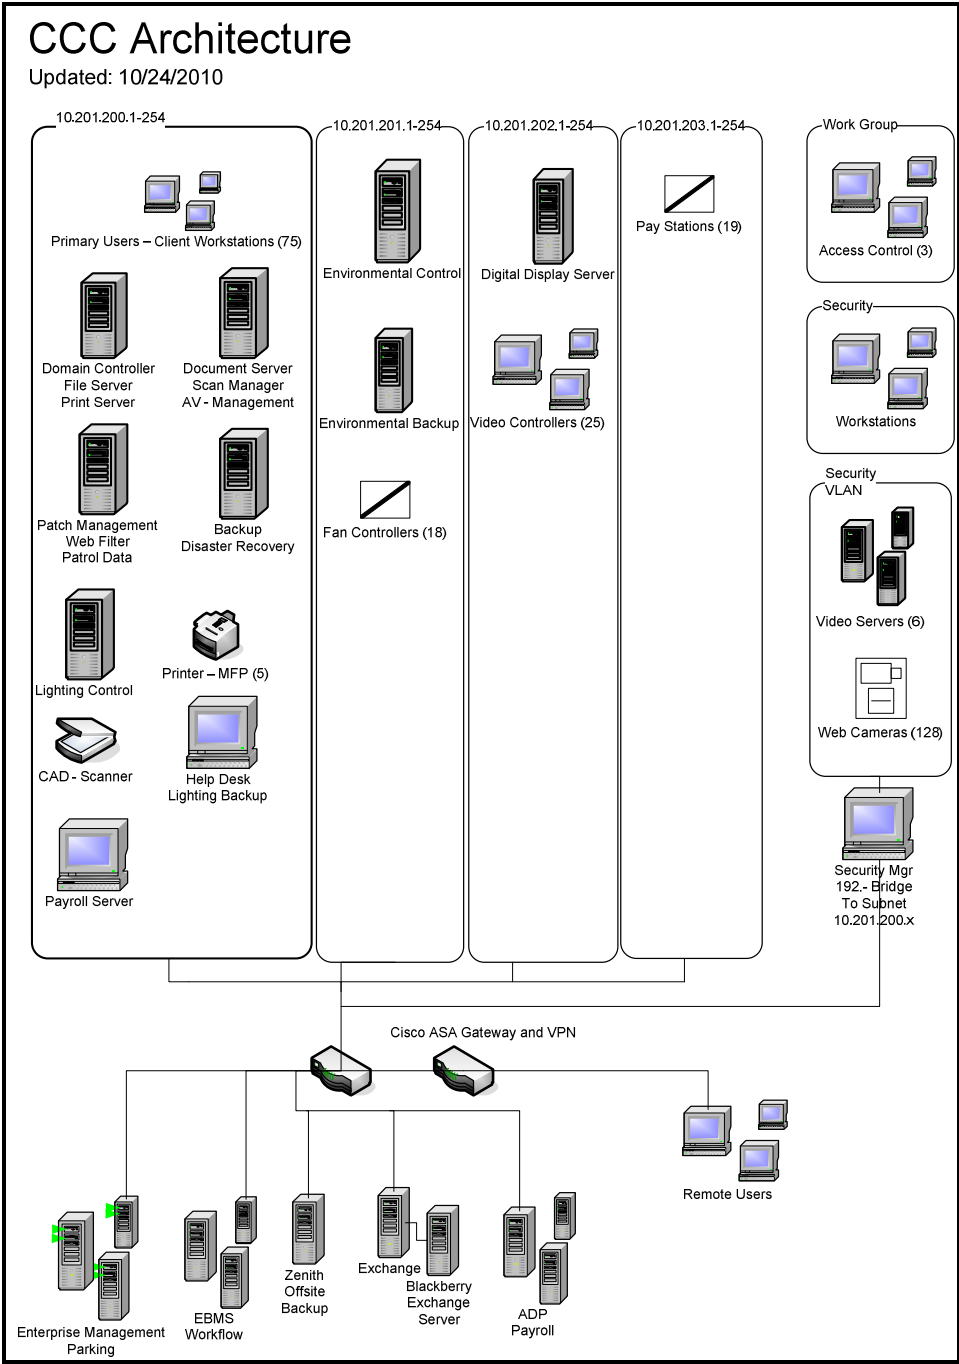 CCC Architecture
Updated: 10/24/2010
10.201.200.1-254
Primary Users – Client Workstations (75)
Domain Controller
File Server
Print Server
Document Server
Scan Manager
AV - Management
Patch Management
Web Filter
Patrol Data
Backup
Disaster Recovery
Lighting Control
Printer – MFP (5)
CAD - Scanner
Help Desk
Lighting Backup
Payroll Server
10.201.201.1-254
Environmental Control
Environmental Backup
Fan Controllers (18)
10.201.202.1-254
Digital Display Server
Video Controllers (25)
10.201.203.1-254
Pay Stations (19)
Work Group
Access Control (3)
Security
Workstations
Security
VLAN
Video Servers (6)
Web Cameras (128)
Security Mgr
192.- Bridge
To Subnet
10.201.200.x
Cisco ASA Gateway and VPN
Remote Users
Enterprise Management
Parking
EBMS
Workflow
Zenith
Offsite
Backup
Exchange
Blackberry
Exchange
Server
ADP
Payroll